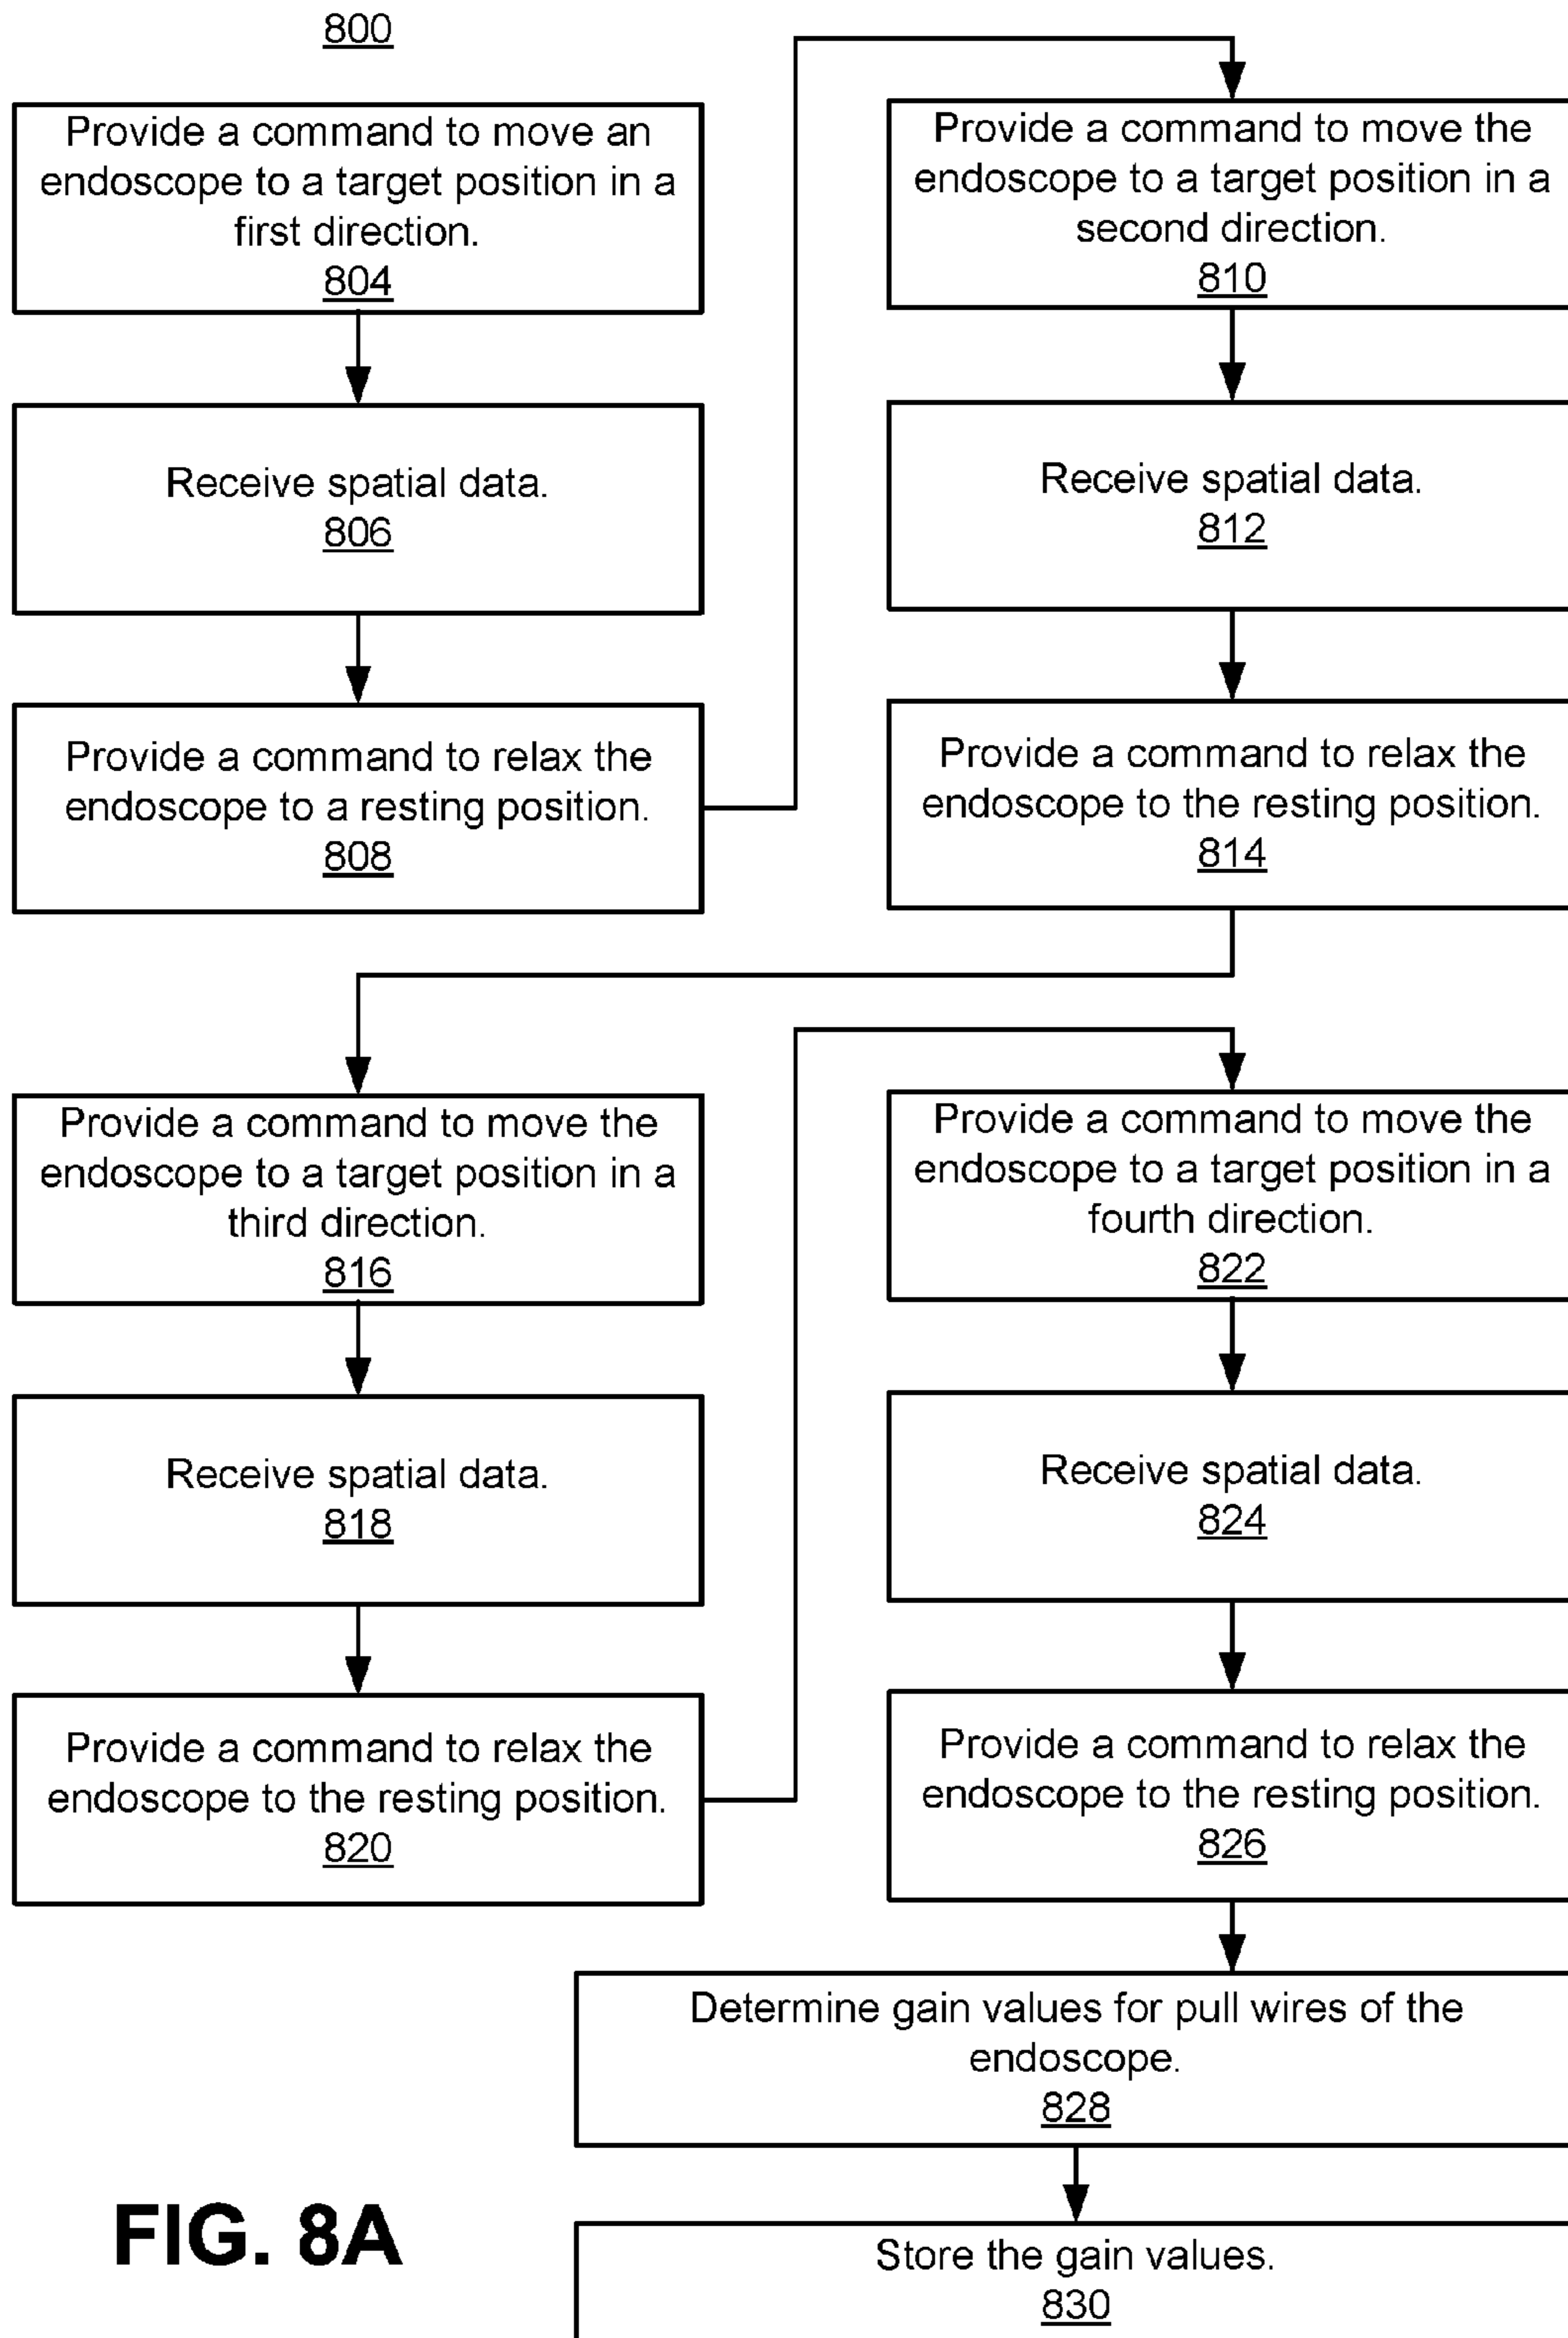 800
Provide a command to move an
endoscope to a target position in a
first direction.
804
Receive spatial data.
806
Provide a command to relax the
endoscope to a resting position.
808
Provide a command to move the
endoscope to a target position in a
second direction.
810
Receive spatial data.
812
Provide a command to relax the
endoscope to the resting position.
814
Provide a command to move the
endoscope to a target position in a
third direction.
816
Receive spatial data.
818
Provide a command to relax the
endoscope to the resting position.
820
Provide a command to move the
endoscope to a target position in a
fourth direction.
822
Receive spatial data.
824
Provide a command to relax the
endoscope to the resting position.
826
Determine gain values for pull wires of the
endoscope.
828
Store the gain values.
830
FIG. 8A